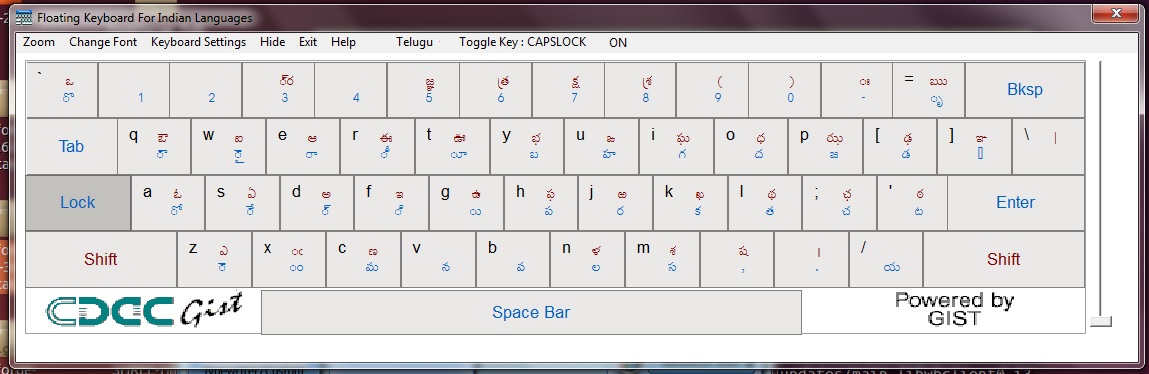 Floating Keyboard For Indian Languages
Zoom Change Font Keyboard Settings Hide Exit Help Telugu Toggle Key : CAPSLOCK ON
` ఒ ్ర జ్ఞ త్ర క్ష శ్ర ( ) ః = ఋ Bksp
ొ 1 2 3 4 5 6 7 8 9 0 - ృ
Tab q ఔ w ఐ e ఆ r ఈ t ఊ y భ u ఙ i ఘ o ధ p ఝ [ ఢ ] ఞ \ |
ౌ ై ా ీ ూ బ హ గ ద జ డ
Lock a ఓ s ఏ d అ f ఇ g ఉ h ఫ j ఱ k ఖ l థ ; ఛ ' ఠ Enter
ో ే ్ ి ు ప ర క త చ ట
Shift z ఎ x ఁ c ణ v b n ళ m శ ష | / Shift
ె ం మ న వ ల స , . య
CDAC Gist Space Bar Powered by
GIST